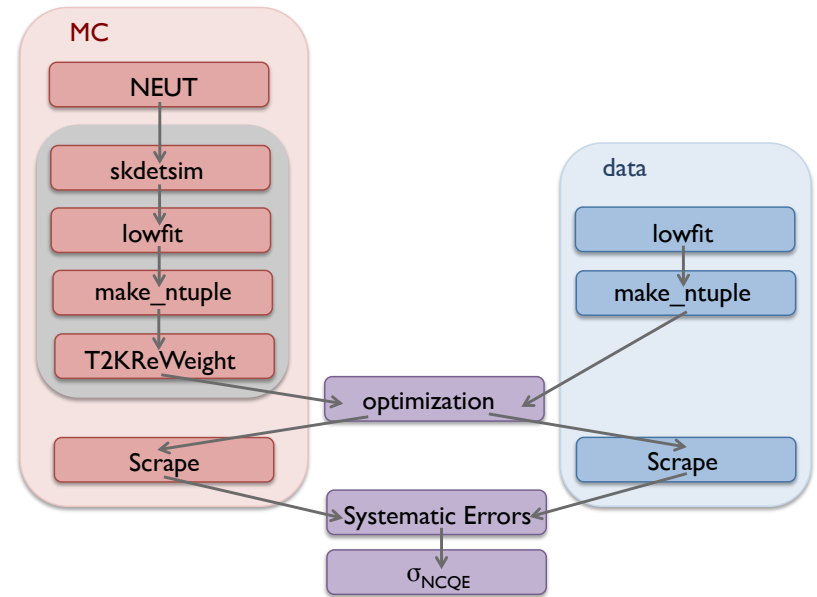 MC
NEUT
skdetsim
lowfit
make_ntuple
T2KReWeight
data
lowfit
make_ntuple
optimization
Scrape
Scrape
Systematic Errors
σNCQE